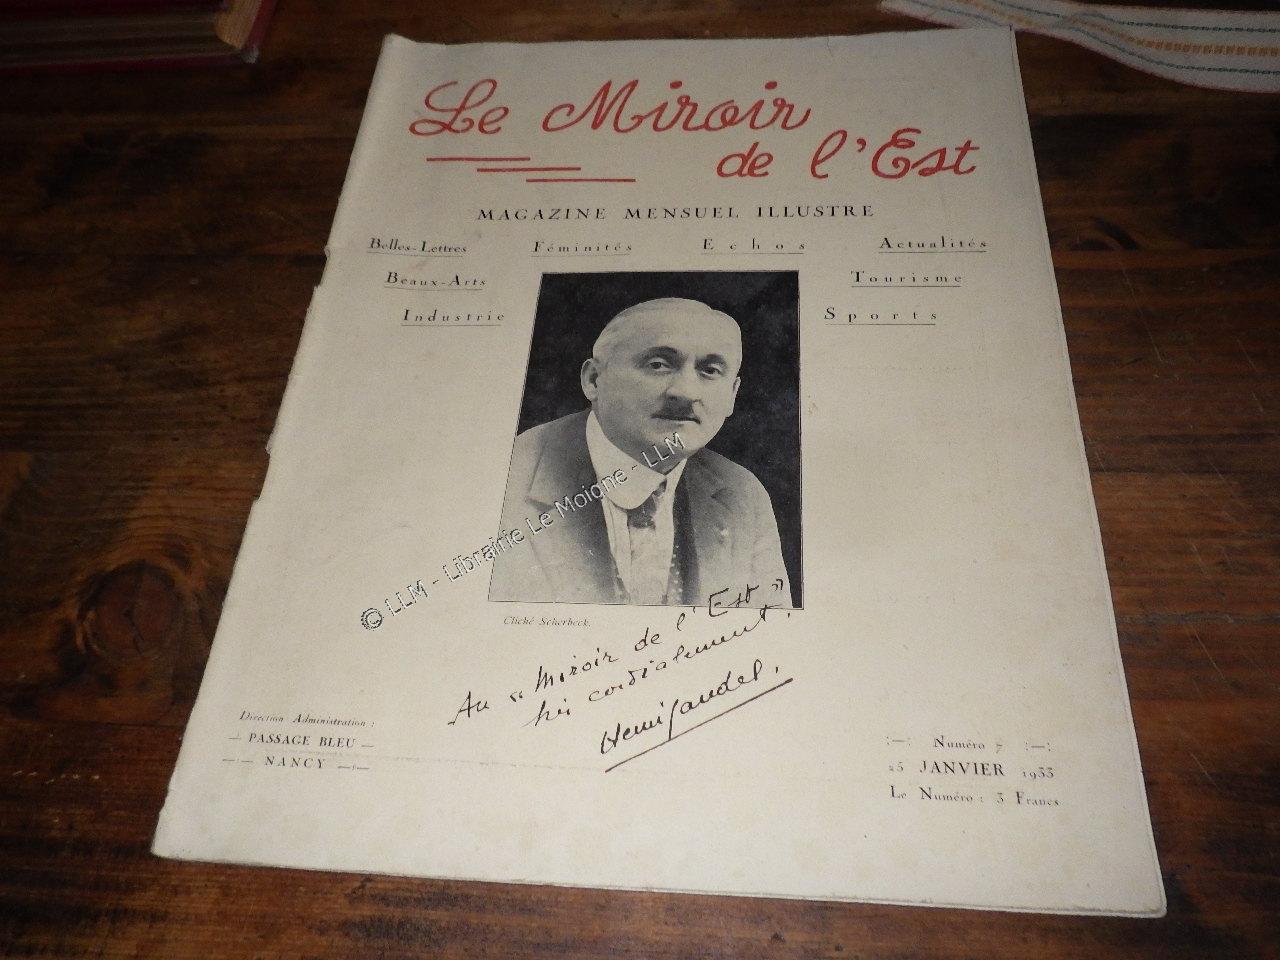 Le Miroir
de l'Est
MAGAZINE MENSUEL ILLUSTRE
Belles-Lettres Féminités Echos Actualités
Beaux-Arts Tourisme
Industrie Sports
© LLM - Librairie Le Moigne - LLM
Cliché Scherbeck.
Au "Miroir de l'Est"
très cordialement.
Henri Gaudel.
Direction Administration :
— PASSAGE BLEU —
— NANCY —
:—: Numéro 7 :—:
25 JANVIER 1933
Le Numéro : 3 Francs